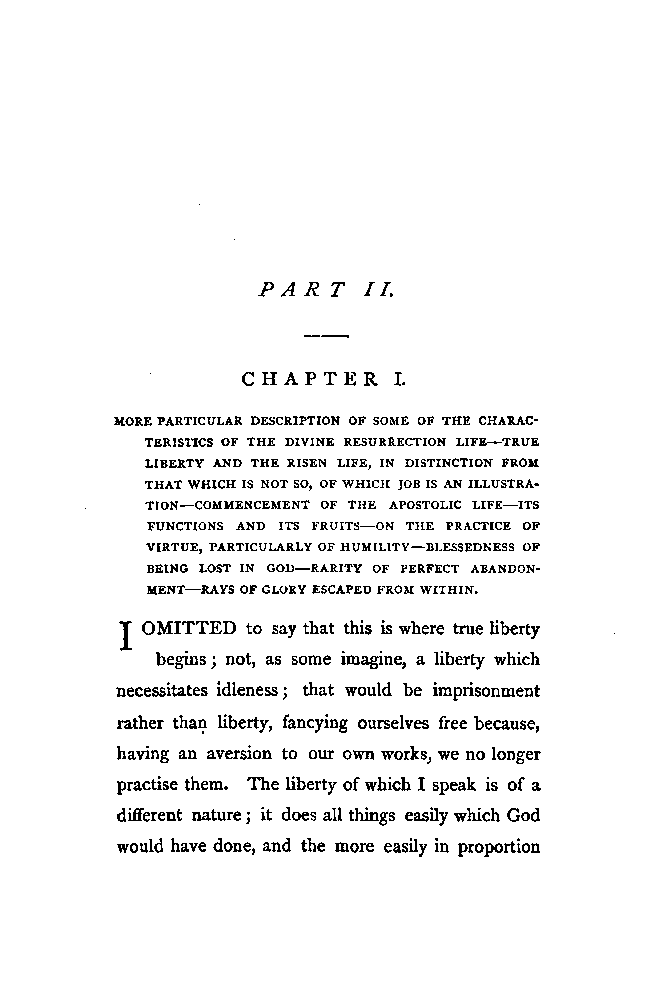 PART II.
CHAPTER I.
MORE PARTICULAR DESCRIPTION OF SOME OF THE CHARAC-
TERISTICS OF THE DIVINE RESURRECTION LIFE—TRUE
LIBERTY AND THE RISEN LIFE, IN DISTINCTION FROM
THAT WHICH IS NOT SO, OF WHICH JOB IS AN ILLUSTRA-
TION—COMMENCEMENT OF THE APOSTOLIC LIFE—ITS
FUNCTIONS AND ITS FRUITS—ON THE PRACTICE OF
VIRTUE, PARTICULARLY OF HUMILITY—BLESSEDNESS OF
BEING LOST IN GOD—RARITY OF PERFECT ABANDON-
MENT—RAYS OF GLORY ESCAPED FROM WITHIN.
I OMITTED to say that this is where true liberty
begins; not, as some imagine, a liberty which
necessitates idleness; that would be imprisonment
rather than liberty, fancying ourselves free because,
having an aversion to our own works, we no longer
practise them. The liberty of which I speak is of a
different nature; it does all things easily which God
would have done, and the more easily in proportion